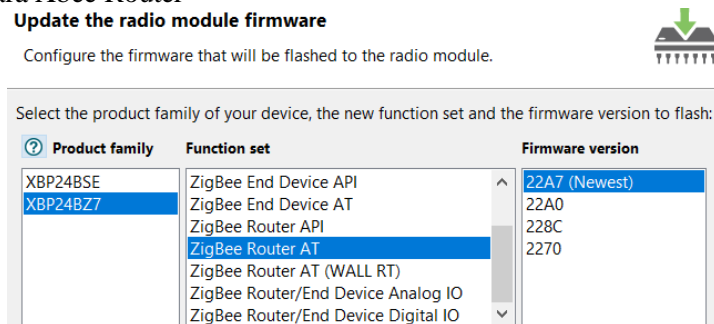 Update the radio module firmware
Configure the firmware that will be flashed to the radio module.
Select the product family of your device, the new function set and the firmware version to flash:
? Product family Function set Firmware version
XBP24BSE
XBP24BZ7
ZigBee End Device API
ZigBee End Device AT
ZigBee Router API
ZigBee Router AT
ZigBee Router AT (WALL RT)
ZigBee Router/End Device Analog IO
ZigBee Router/End Device Digital IO
22A7 (Newest)
22A0
228C
2270